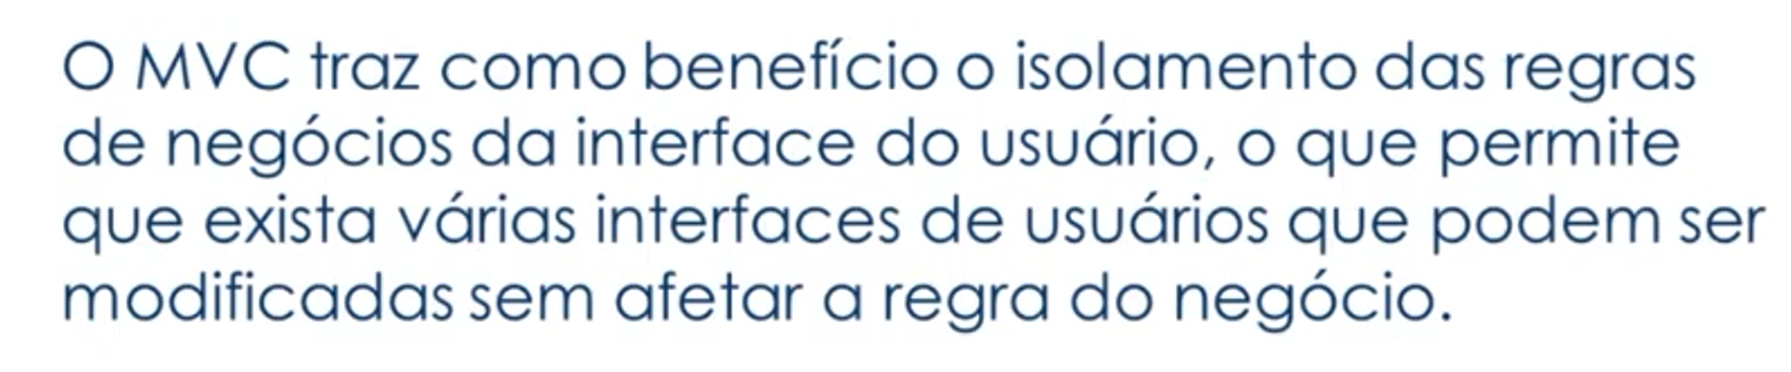 O MVC traz como benefício o isolamento das regras
de negócios da interface do usuário, o que permite
que exista várias interfaces de usuários que podem ser
modificadas sem afetar a regra do negócio.